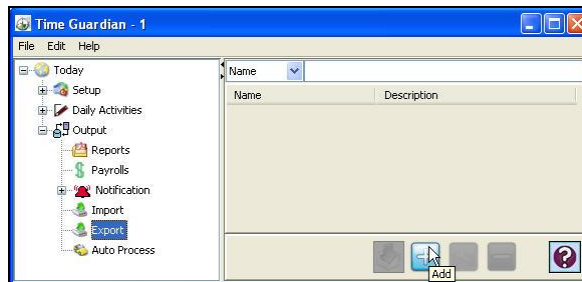 Time Guardian - 1
File Edit Help
Today
Setup
Daily Activities
Output
Reports
Payrolls
Notification
Import
Export
Auto Process
Name
Name Description
Add
?